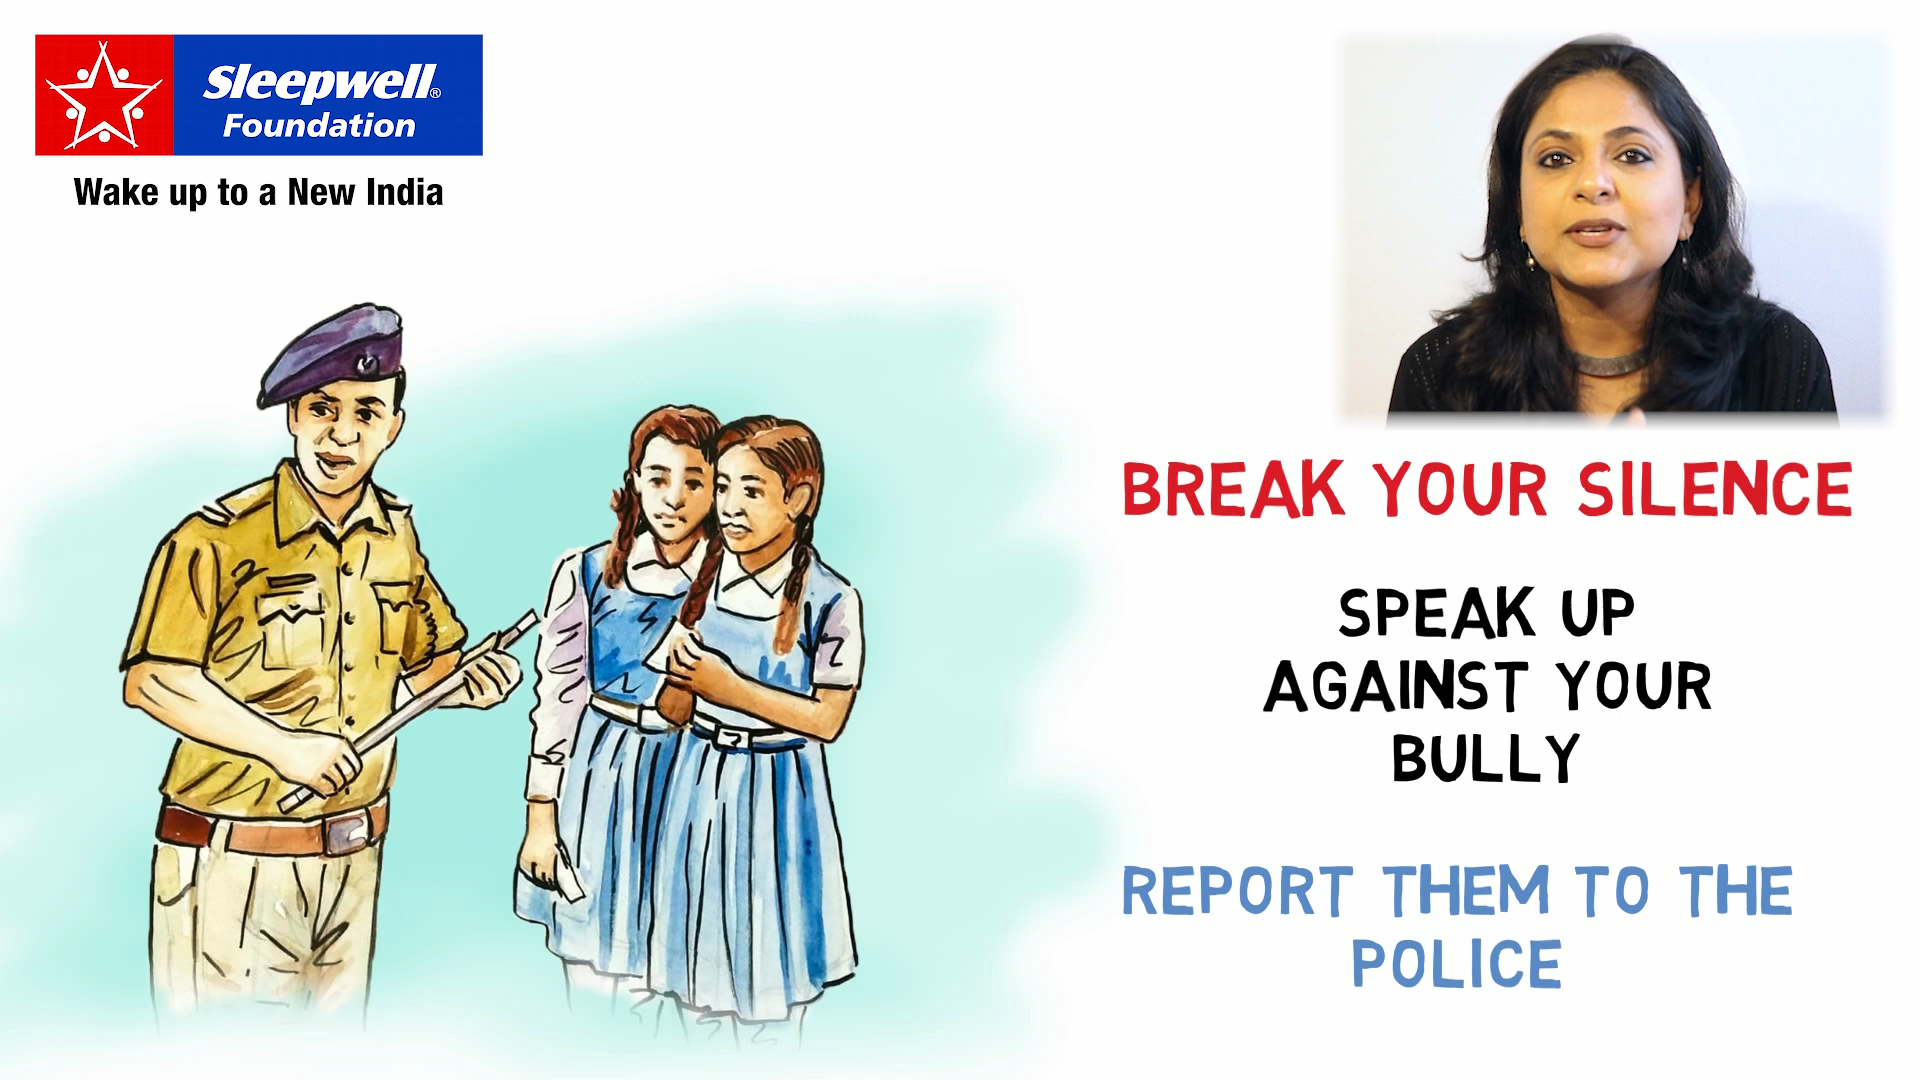 Sleepwell®
Foundation
Wake up to a New India
BREAK YOUR SILENCE
SPEAK UP
AGAINST YOUR
BULLY
REPORT THEM TO THE
POLICE